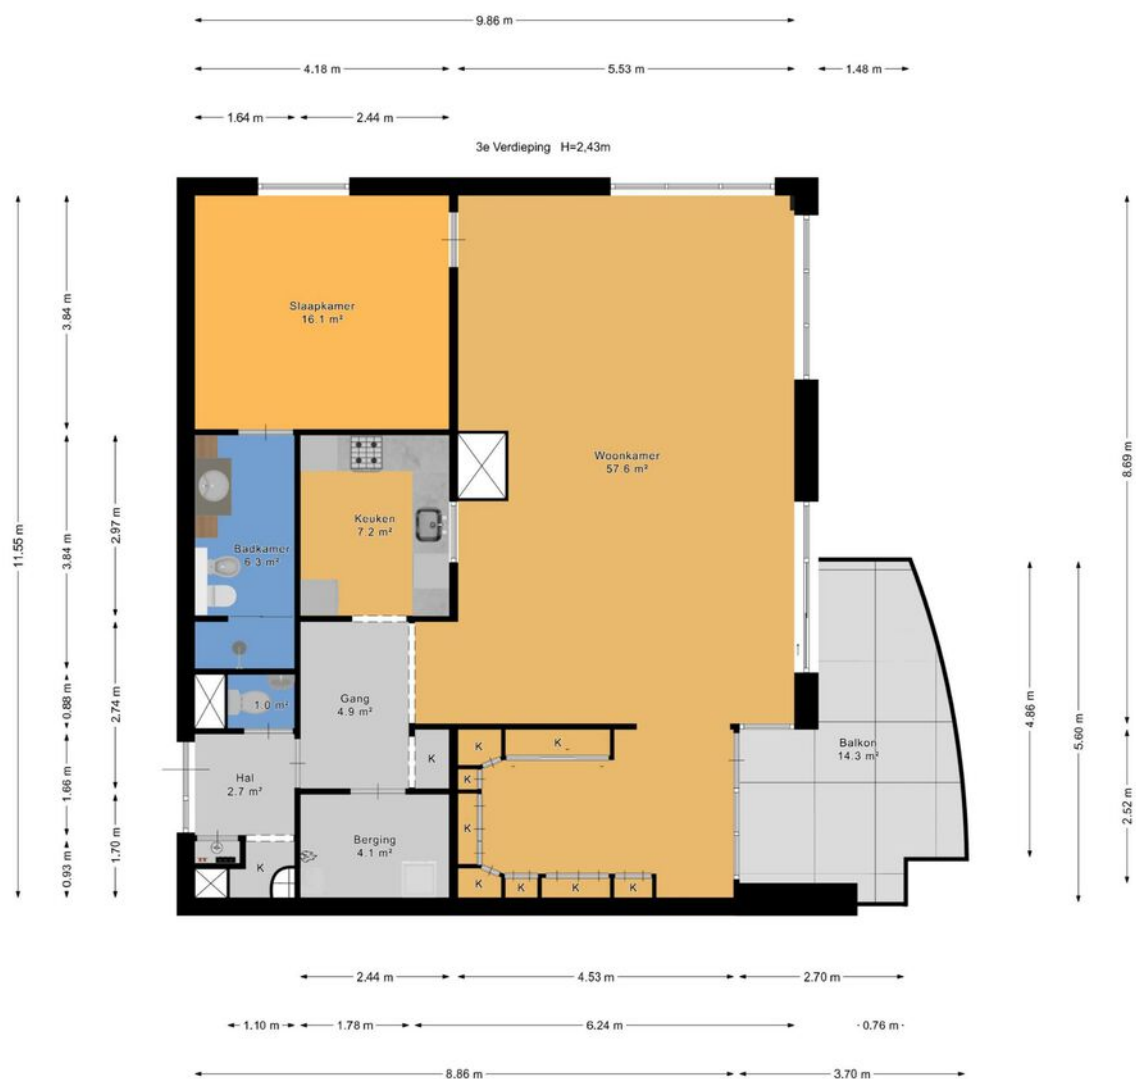 9.86 m
4.18 m
5.53 m
1.48 m
1.64 m
2.44 m
3e Verdieping H=2,43m
Slaapkamer
16.1 m²
Woonkamer
57.6 m²
Keuken
7.2 m²
Badkamer
6.3 m²
1.0 m²
Gang
4.9 m²
Hal
2.7 m²
Berging
4.1 m²
Balkon
14.3 m²
K
K
K
K
K
K
K
K
K
K
11.55 m
3.84 m
3.84 m
0.88 m
1.66 m
0.93 m
2.97 m
2.74 m
1.70 m
4.86 m
5.60 m
8.69 m
2.52 m
2.44 m
4.53 m
2.70 m
1.10 m
1.78 m
6.24 m
0.76 m
8.86 m
3.70 m